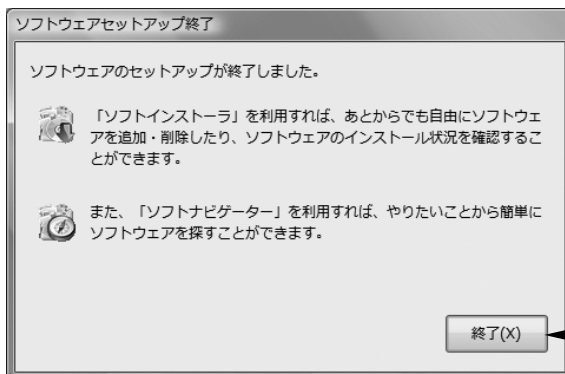 ソフトウェアセットアップ終了
ソフトウェアのセットアップが終了しました。
「ソフトインストーラ」を利用すれば、あとからでも自由にソフトウェ
アを追加・削除したり、ソフトウェアのインストール状況を確認するこ
とができます。
また、「ソフトナビゲーター」を利用すれば、やりたいことから簡単に
ソフトウェアを探すことができます。
終了(X)